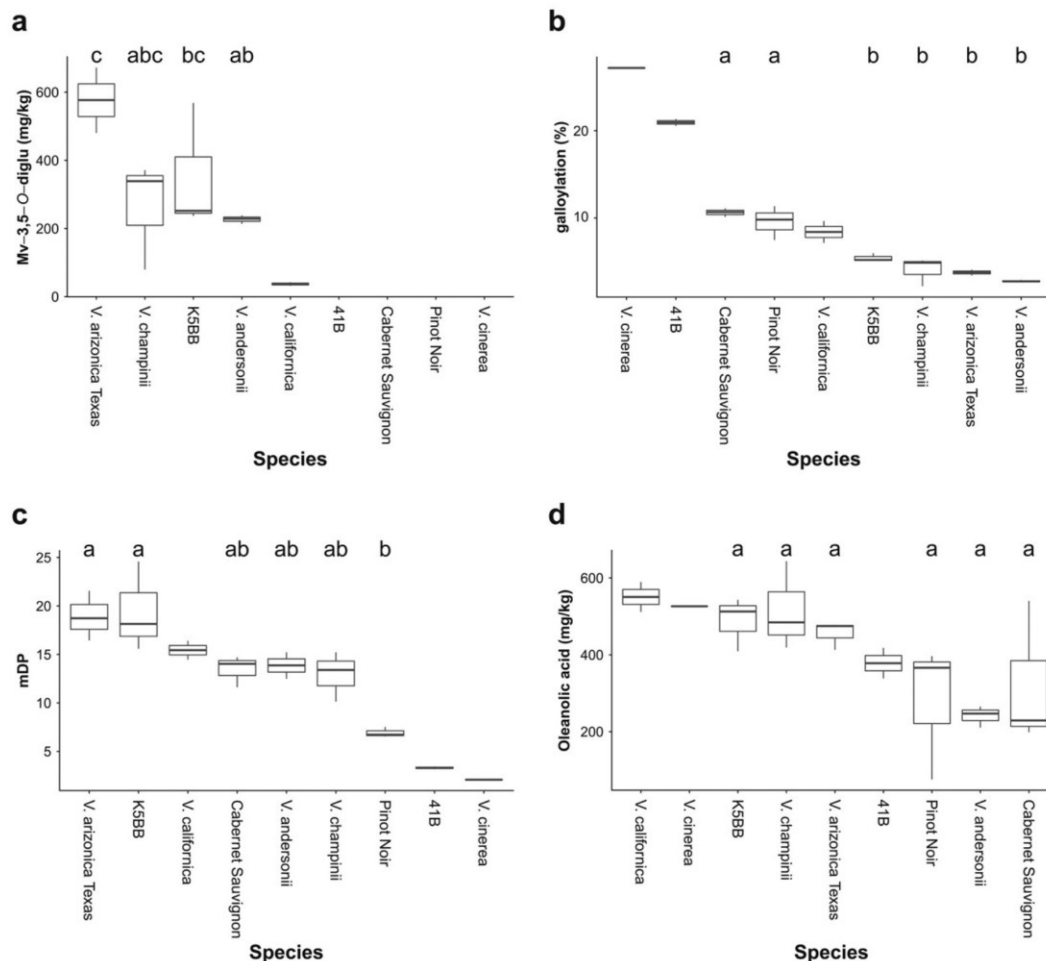 a
c abc bc ab
Mv−3,5−O−diglu (mg/kg)
600
400
200
0
V. arizonica Texas
V. champinii
K5BB
V. andersonii
V. californica
41B
Cabernet Sauvignon
Pinot Noir
V. cinerea
Species
b
a a b b b b
galloylation (%)
20
10
V. cinerea
41B
Cabernet Sauvignon
Pinot Noir
V. californica
K5BB
V. champinii
V. arizonica Texas
V. andersonii
Species
c
a a ab ab ab b
mDP
25
20
15
10
5
V. arizonica Texas
K5BB
V. californica
Cabernet Sauvignon
V. andersonii
V. champinii
Pinot Noir
41B
V. cinerea
Species
d
a a a a a a
Oleanolic acid (mg/kg)
600
400
200
V. californica
V. cinerea
K5BB
V. champinii
V. arizonica Texas
41B
Pinot Noir
V. andersonii
Cabernet Sauvignon
Species